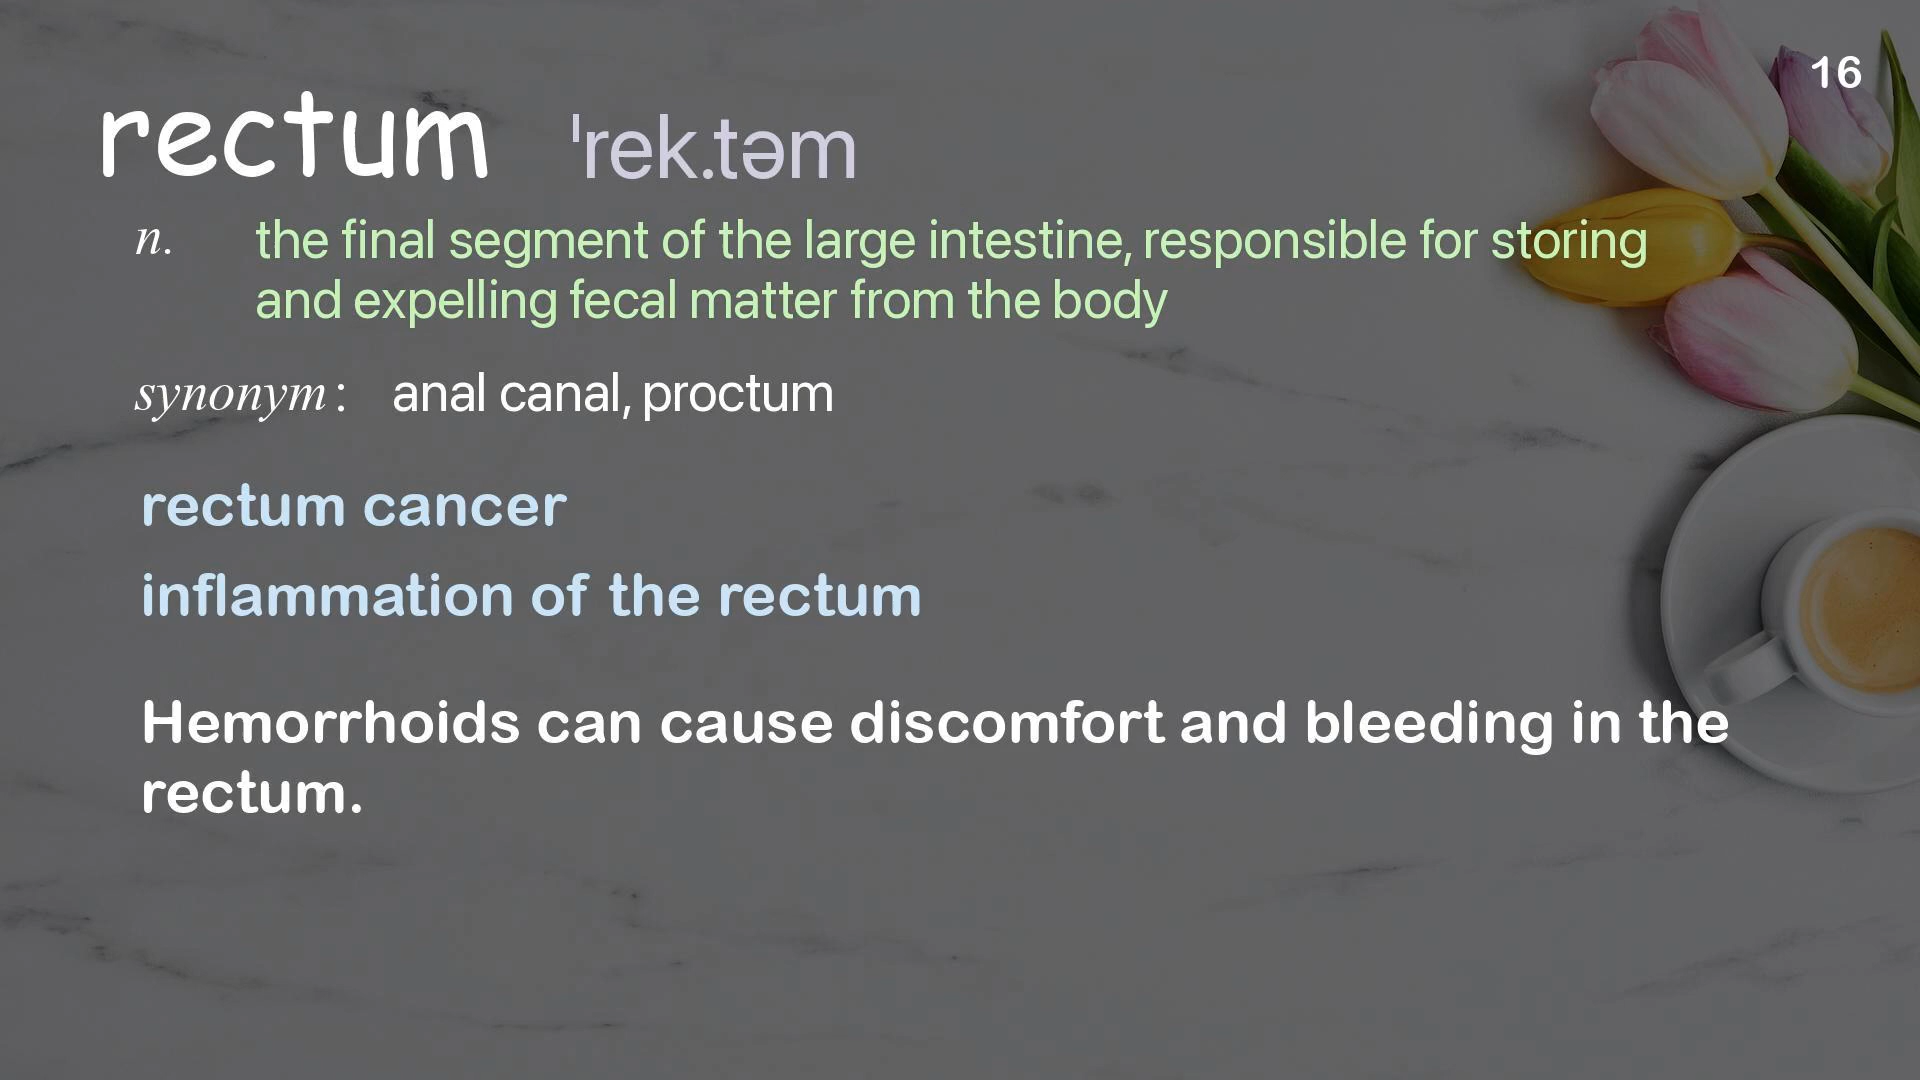 16
rectum ˈrek.təm
n. the final segment of the large intestine, responsible for storing
and expelling fecal matter from the body
synonym: anal canal, proctum
rectum cancer
inflammation of the rectum
Hemorrhoids can cause discomfort and bleeding in the
rectum.